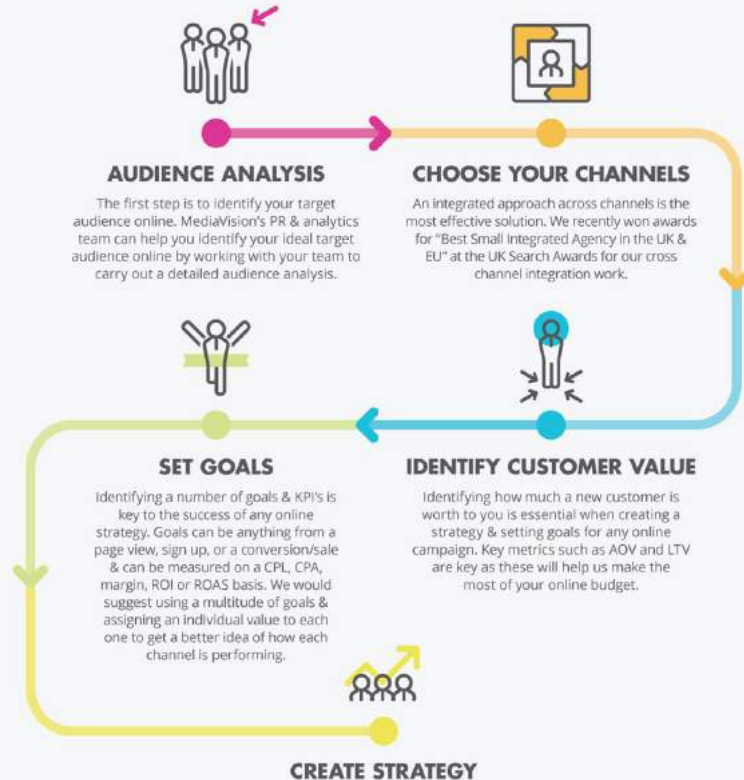 AUDIENCE ANALYSIS
The first step is to identify your target
audience online. MediaVision's PR & analytics
team can help you identify your ideal target
audience online by working with your team to
carry out a detailed audience analysis.
CHOOSE YOUR CHANNELS
An integrated approach across channels is the
most effective solution. We recently won awards
for "Best Small Integrated Agency in the UK &
EU" at the UK Search Awards for our cross
channel integration work.
IDENTIFY CUSTOMER VALUE
Identifying how much a new customer is
worth to you is essential when creating a
strategy & setting goals for any online
campaign. Key metrics such as AOV and LTV
are key as these will help us make the
most of your online budget.
SET GOALS
Identifying a number of goals & KPI's is
key to the success of any online
strategy. Goals can be anything from a
page view, sign up, or a conversion/sale
& can be measured on a CPL, CPA,
margin, ROI or ROAS basis. We would
suggest using a multitude of goals &
assigning an individual value to each
one to get a better idea of how each
channel is performing.
CREATE STRATEGY